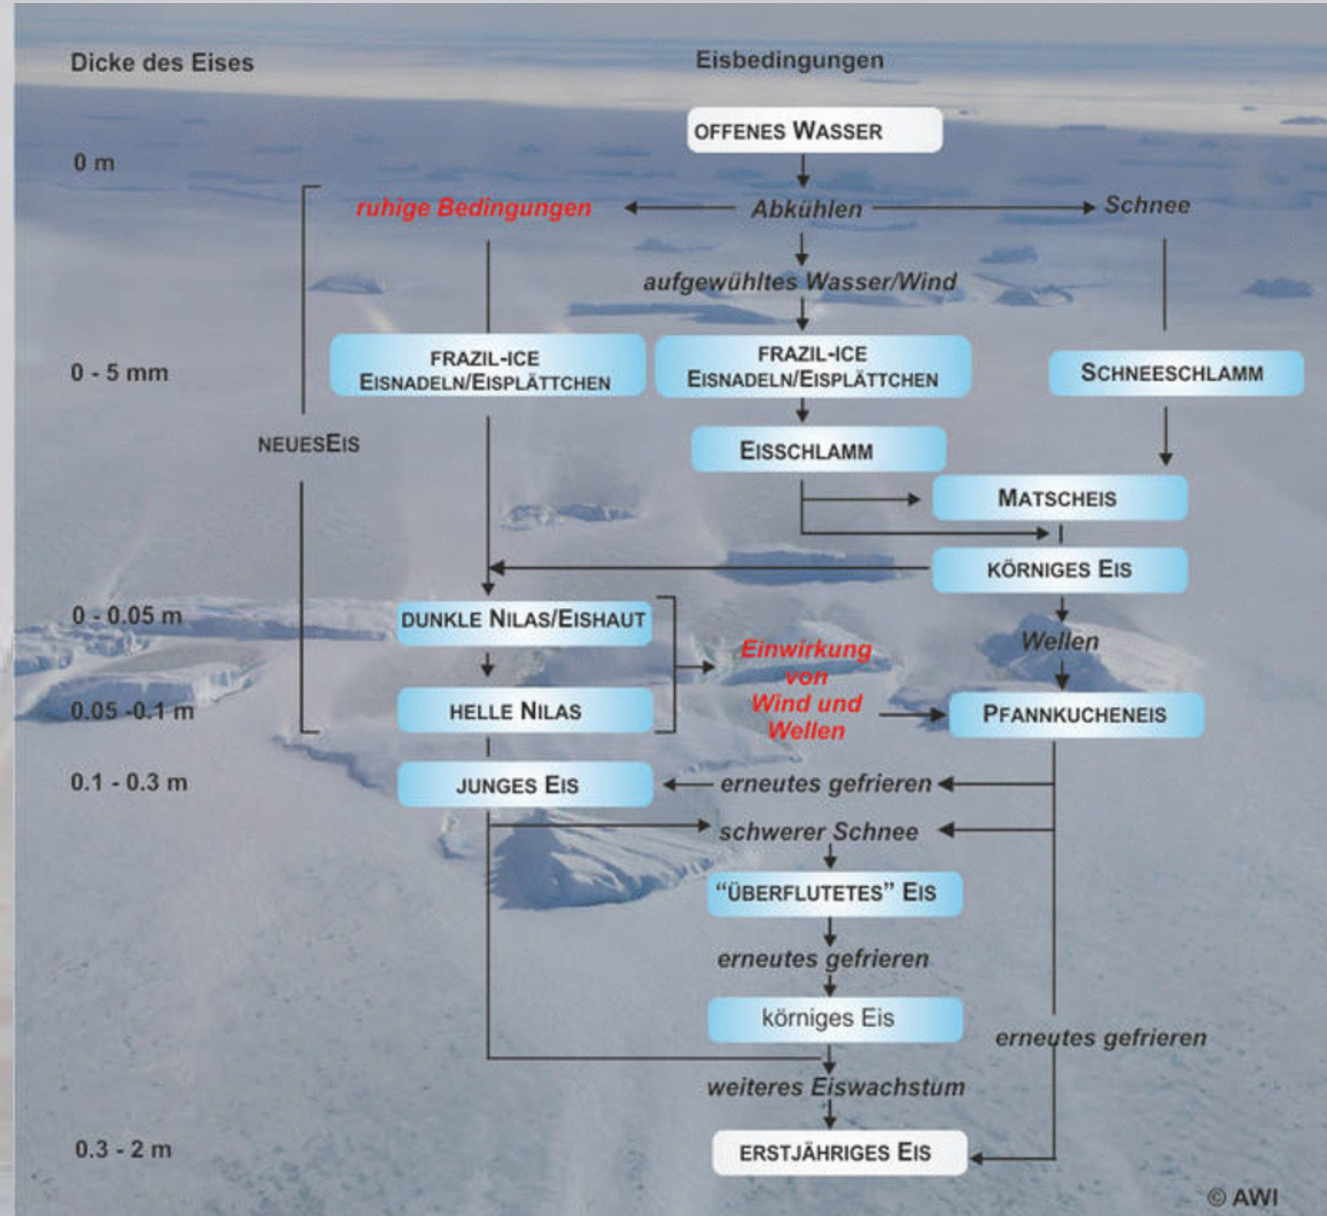 Dicke des Eises
Eisbedingungen
OFFENES WASSER
0 m
ruhige Bedingungen
Abkühlen
Schnee
aufgewühltes Wasser/Wind
0 - 5 mm
FRAZIL-ICE
EISNADELN/EISPLÄTTCHEN
FRAZIL-ICE
EISNADELN/EISPLÄTTCHEN
SCHNEESCHLAMM
NEUESEIS
EISSCHLAMM
MATSCHEIS
KÖRNIGES EIS
0 - 0.05 m
DUNKLE NILAS/EISHAUT
Einwirkung
von
Wind und
Wellen
Wellen
0.05 -0.1 m
HELLE NILAS
PFANNKUCHENEIS
0.1 - 0.3 m
JUNGES EIS
erneutes gefrieren
schwerer Schnee
“ÜBERFLUTETES” EIS
erneutes gefrieren
körniges Eis
erneutes gefrieren
weiteres Eiswachstum
0.3 - 2 m
ERSTJÄHRIGES EIS
© AWI